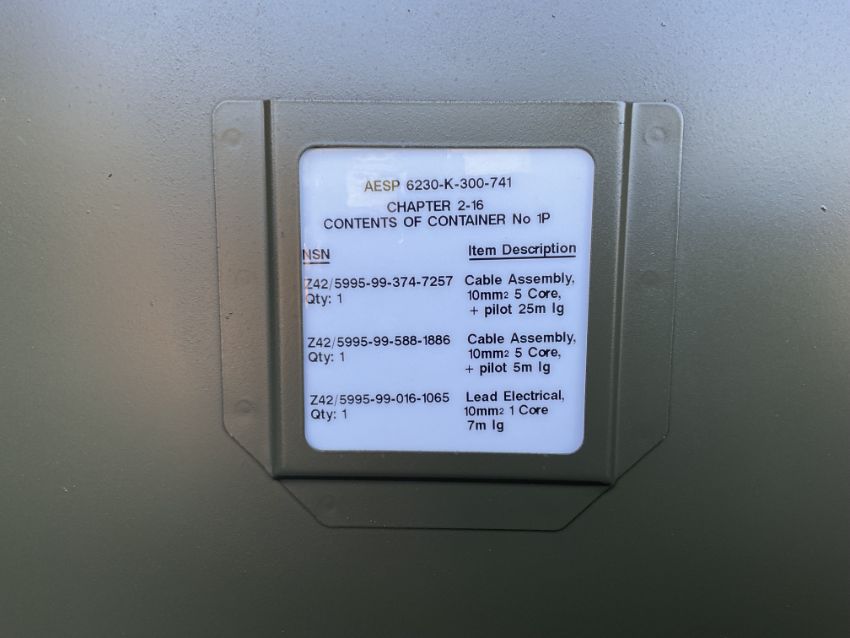 AESP 6230-K-300-741
CHAPTER 2-16
CONTENTS OF CONTAINER No 1P
NSN Item Description
Z42/5995-99-374-7257 Cable Assembly,
Qty: 1 10mm2 5 Core,
+ pilot 25m lg
Z42/5995-99-588-1886 Cable Assembly,
Qty: 1 10mm2 5 Core,
+ pilot 5m lg
Z42/5995-99-016-1065 Lead Electrical,
Qty: 1 10mm2 1 Core
7m lg